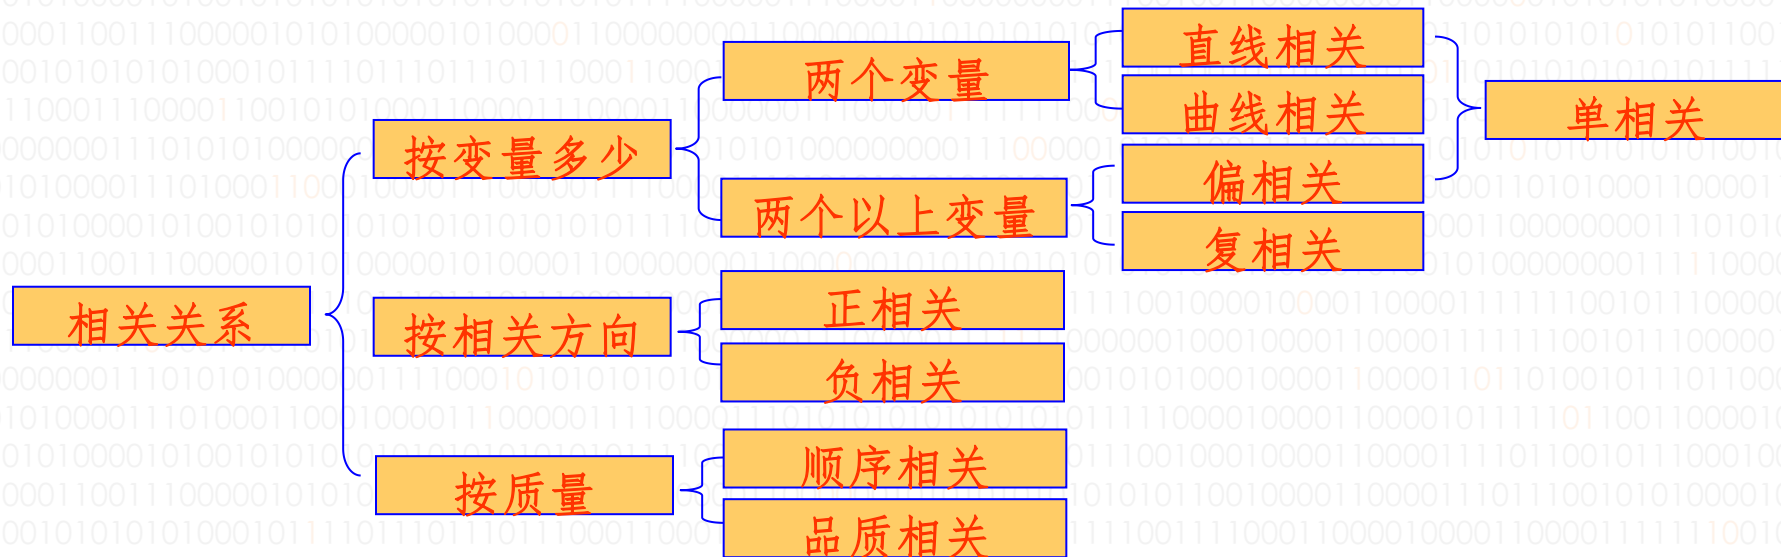 直线相关
两个变量
曲线相关
单相关
按变量多少
偏相关
两个以上变量
复相关
相关关系
按相关方向
正相关
负相关
按质量
顺序相关
品质相关